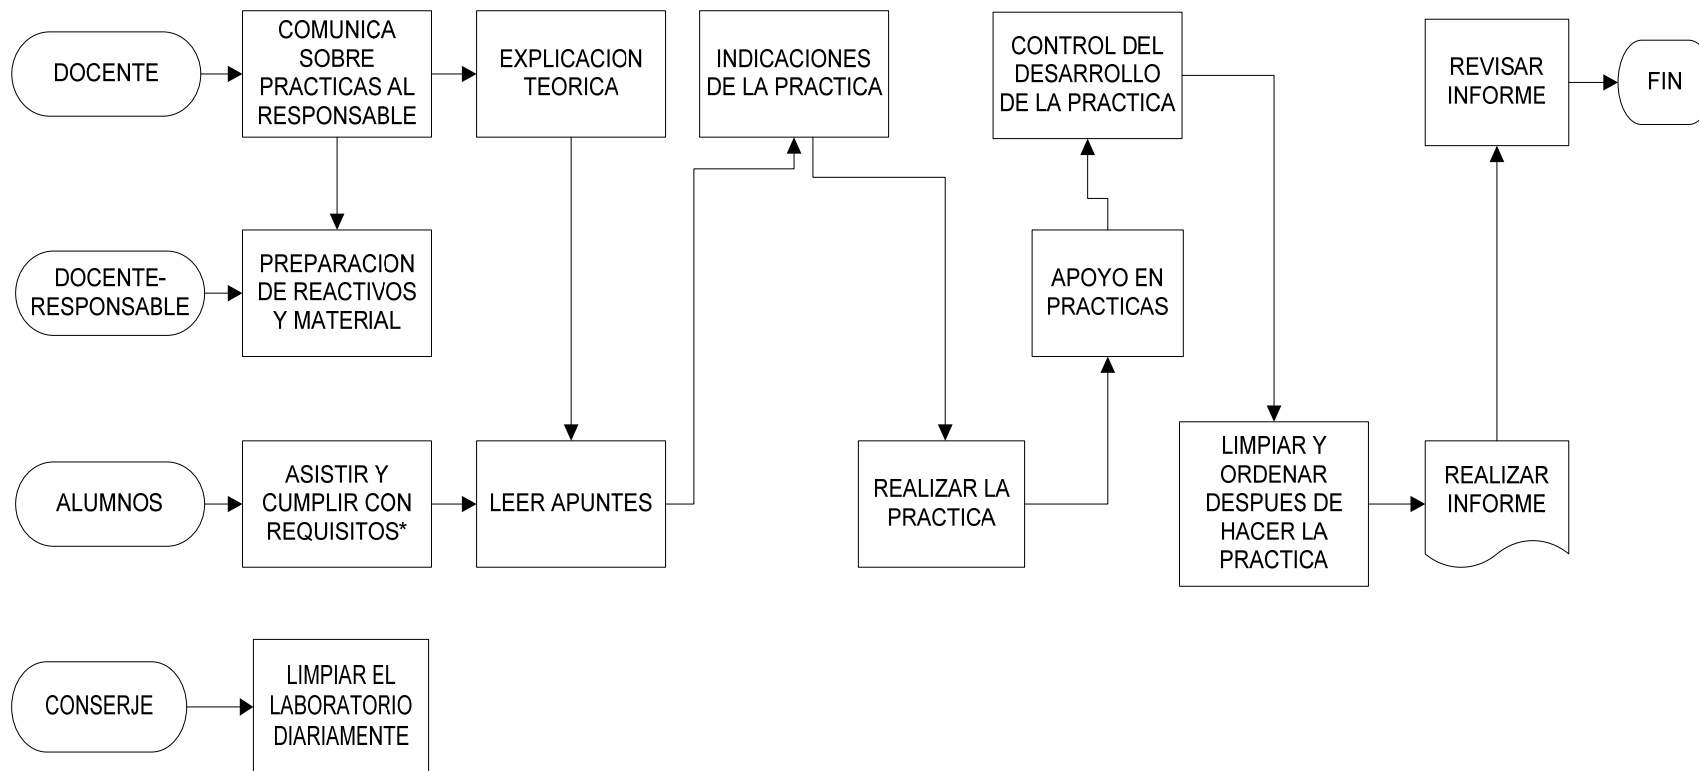 DOCENTE
COMUNICA
SOBRE
PRACTICAS AL
RESPONSABLE
EXPLICACION
TEORICA
INDICACIONES
DE LA PRACTICA
CONTROL DEL
DESARROLLO
DE LA PRACTICA
REVISAR
INFORME
FIN
DOCENTE-
RESPONSABLE
PREPARACION
DE REACTIVOS
Y MATERIAL
APOYO EN
PRACTICAS
ALUMNOS
ASISTIR Y
CUMPLIR CON
REQUISITOS*
LEER APUNTES
REALIZAR LA
PRACTICA
LIMPIAR Y
ORDENAR
DESPUES DE
HACER LA
PRACTICA
REALIZAR
INFORME
CONSERJE
LIMPIAR EL
LABORATORIO
DIARIAMENTE